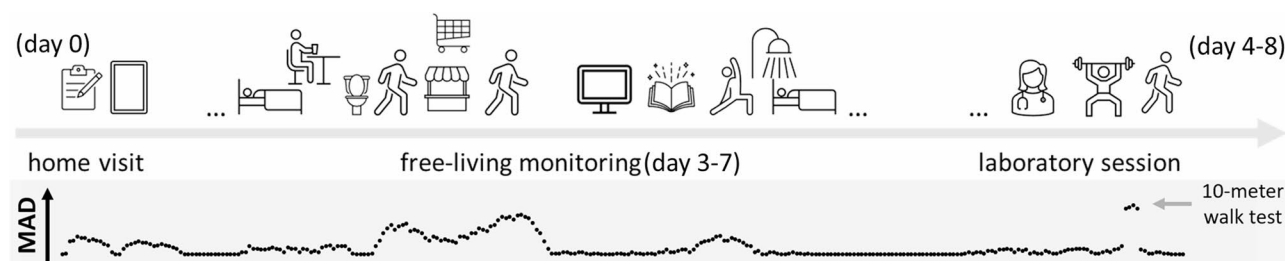 (day 0)
(day 4-8)
...
...
...
home visit
free-living monitoring (day 3-7)
laboratory session
MAD
10-meter
walk test